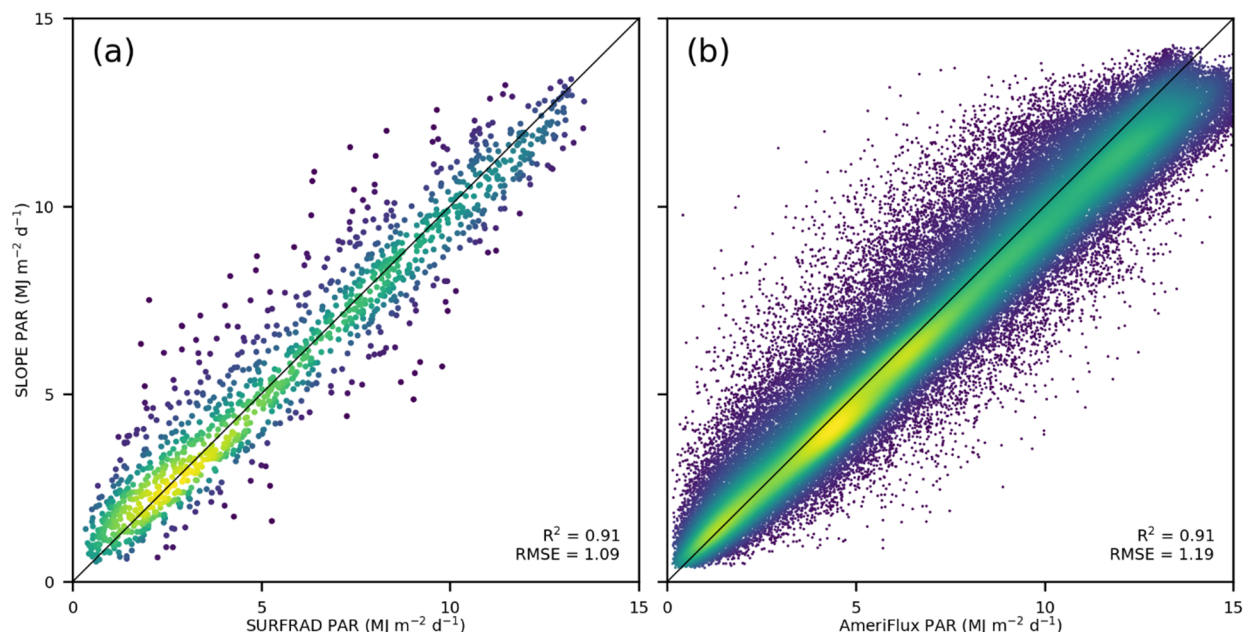 (a)
15
10
5
0
SLOPE PAR (MJ m⁻² d⁻¹)
R² = 0.91
RMSE = 1.09
0 5 10 15
SURFRAD PAR (MJ m⁻² d⁻¹)
(b)
R² = 0.91
RMSE = 1.19
0 5 10 15
AmeriFlux PAR (MJ m⁻² d⁻¹)